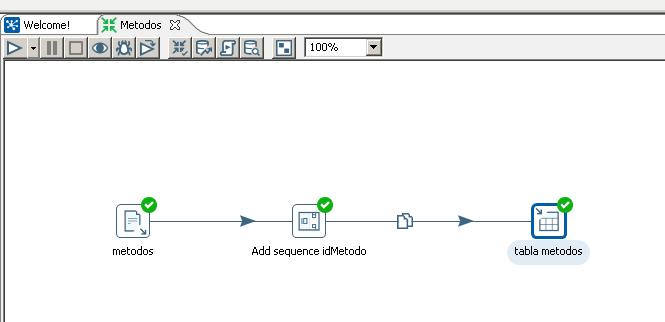 Welcome!
Metodos
100%
metodos
Add sequence idMetodo
tabla metodos